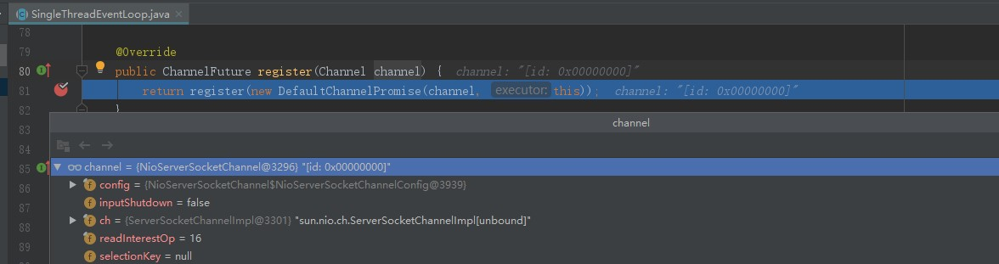 SingleThreadEventLoop.java ×
78
79 @Override
80 public ChannelFuture register(Channel channel) { channel: "[id: 0x00000000]"
81 return register(new DefaultChannelPromise(channel, executor: this)); channel: "[id: 0x00000000]"
82 }
83 channel
84
85 channel = {NioServerSocketChannel@3296} "[id: 0x00000000]"
86 config = {NioServerSocketChannel$NioServerSocketChannelConfig@3939}
87 inputShutdown = false
88 ch = {ServerSocketChannelImpl@3301} "sun.nio.ch.ServerSocketChannelImpl[unbound]"
readInterestOp = 16
selectionKey = null